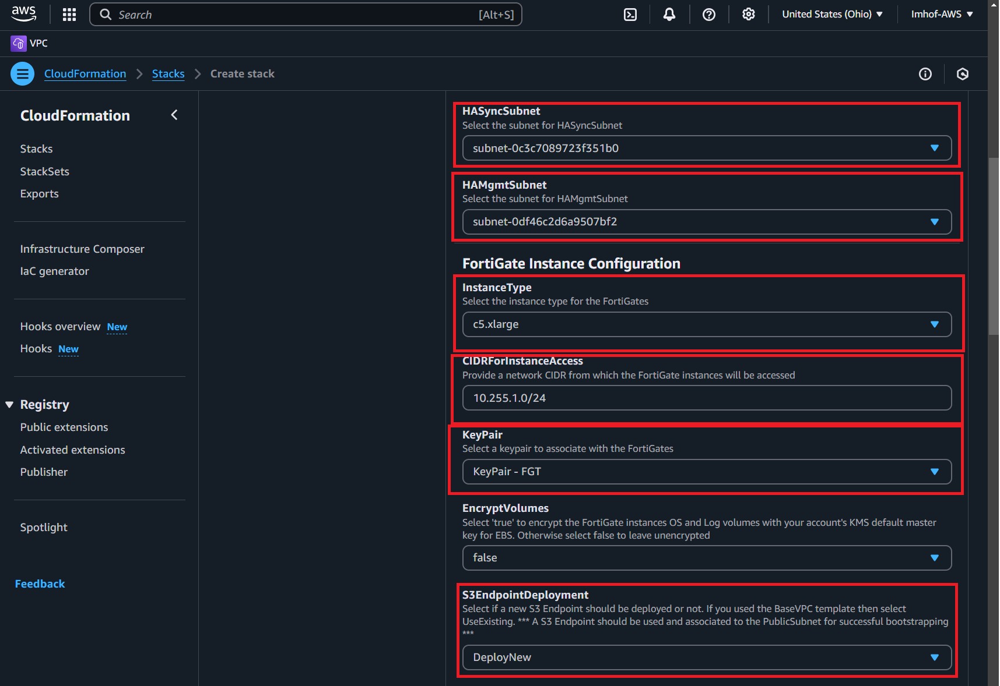 aws
Search
[Alt+S]
United States (Ohio)
Imhof-AWS
VPC
CloudFormation
Stacks
Create stack
CloudFormation
Stacks
StackSets
Exports
Infrastructure Composer
IaC generator
Hooks overview New
Hooks New
Registry
Public extensions
Activated extensions
Publisher
Spotlight
Feedback
HASyncSubnet
Select the subnet for HASyncSubnet
subnet-0c3c7089723f351b0
HAMgmtSubnet
Select the subnet for HAMgmtSubnet
subnet-0df46c2d6a9507bf2
FortiGate Instance Configuration
InstanceType
Select the instance type for the FortiGates
c5.xlarge
CIDRForInstanceAccess
Provide a network CIDR from which the FortiGate instances will be accessed
10.255.1.0/24
KeyPair
Select a keypair to associate with the FortiGates
KeyPair - FGT
EncryptVolumes
Select 'true' to encrypt the FortiGate instances OS and Log volumes with your account's KMS default master
key for EBS. Otherwise select false to leave unencrypted
false
S3EndpointDeployment
Select if a new S3 Endpoint should be deployed or not. If you used the BaseVPC template then select
UseExisting. *** A S3 Endpoint should be used and associated to the PublicSubnet for successful bootstrapping
***
DeployNew